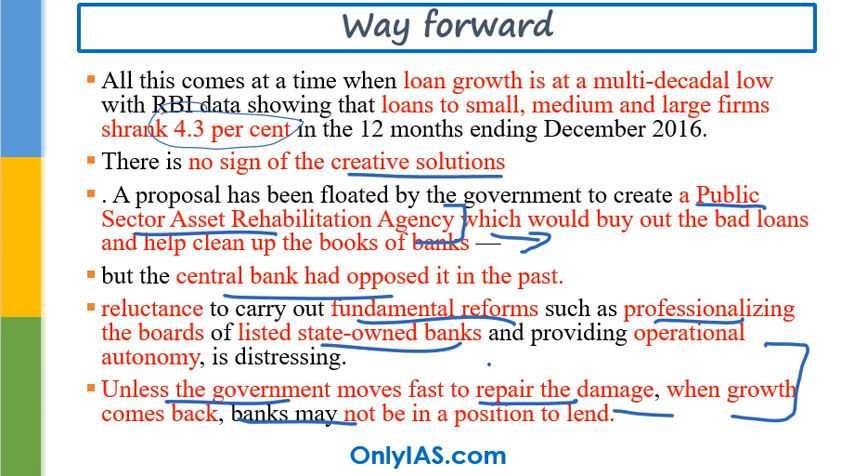 Way forward
▪ All this comes at a time when loan growth is at a multi-decadal low
with RBI data showing that loans to small, medium and large firms
shrank 4.3 per cent in the 12 months ending December 2016.
▪ There is no sign of the creative solutions
▪ . A proposal has been floated by the government to create a Public
Sector Asset Rehabilitation Agency which would buy out the bad loans
and help clean up the books of banks —
▪ but the central bank had opposed it in the past.
▪ reluctance to carry out fundamental reforms such as professionalizing
the boards of listed state-owned banks and providing operational
autonomy, is distressing.
▪ Unless the government moves fast to repair the damage, when growth
comes back, banks may not be in a position to lend.
OnlyIAS.com